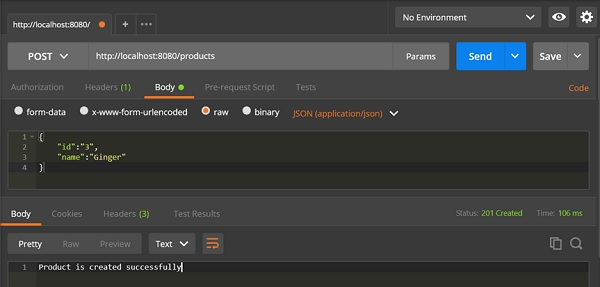 http://localhost:8080/ + ••• No Environment
POST http://localhost:8080/products Params Send Save
Authorization Headers (1) Body Pre-request Script Tests Code
form-data x-www-form-urlencoded raw binary JSON (application/json)
1 {
2 "id":"3",
3 "name":"Ginger"
4 }
Body Cookies Headers (3) Test Results Status: 201 Created Time: 106 ms
Pretty Raw Preview Text
1 Product is created successfully